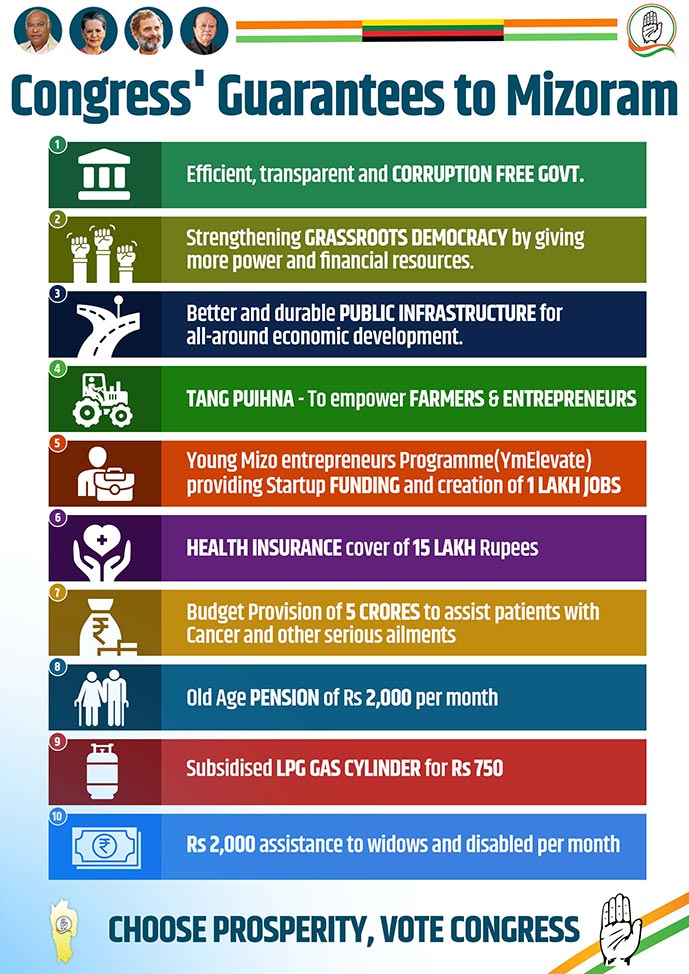 Congress' Guarantees to Mizoram
1
Efficient, transparent and CORRUPTION FREE GOVT.
2
Strengthening GRASSROOTS DEMOCRACY by giving
more power and financial resources.
3
Better and durable PUBLIC INFRASTRUCTURE for
all-around economic development.
4
TANG PUIHNA - To empower FARMERS & ENTREPRENEURS
5
Young Mizo entrepreneurs Programme(YmElevate)
providing Startup FUNDING and creation of 1 LAKH JOBS
6
HEALTH INSURANCE cover of 15 LAKH Rupees
7
₹
Budget Provision of 5 CRORES to assist patients with
Cancer and other serious ailments
8
Old Age PENSION of Rs 2,000 per month
9
Subsidised LPG GAS CYLINDER for Rs 750
10
₹
Rs 2,000 assistance to widows and disabled per month
CHOOSE PROSPERITY, VOTE CONGRESS